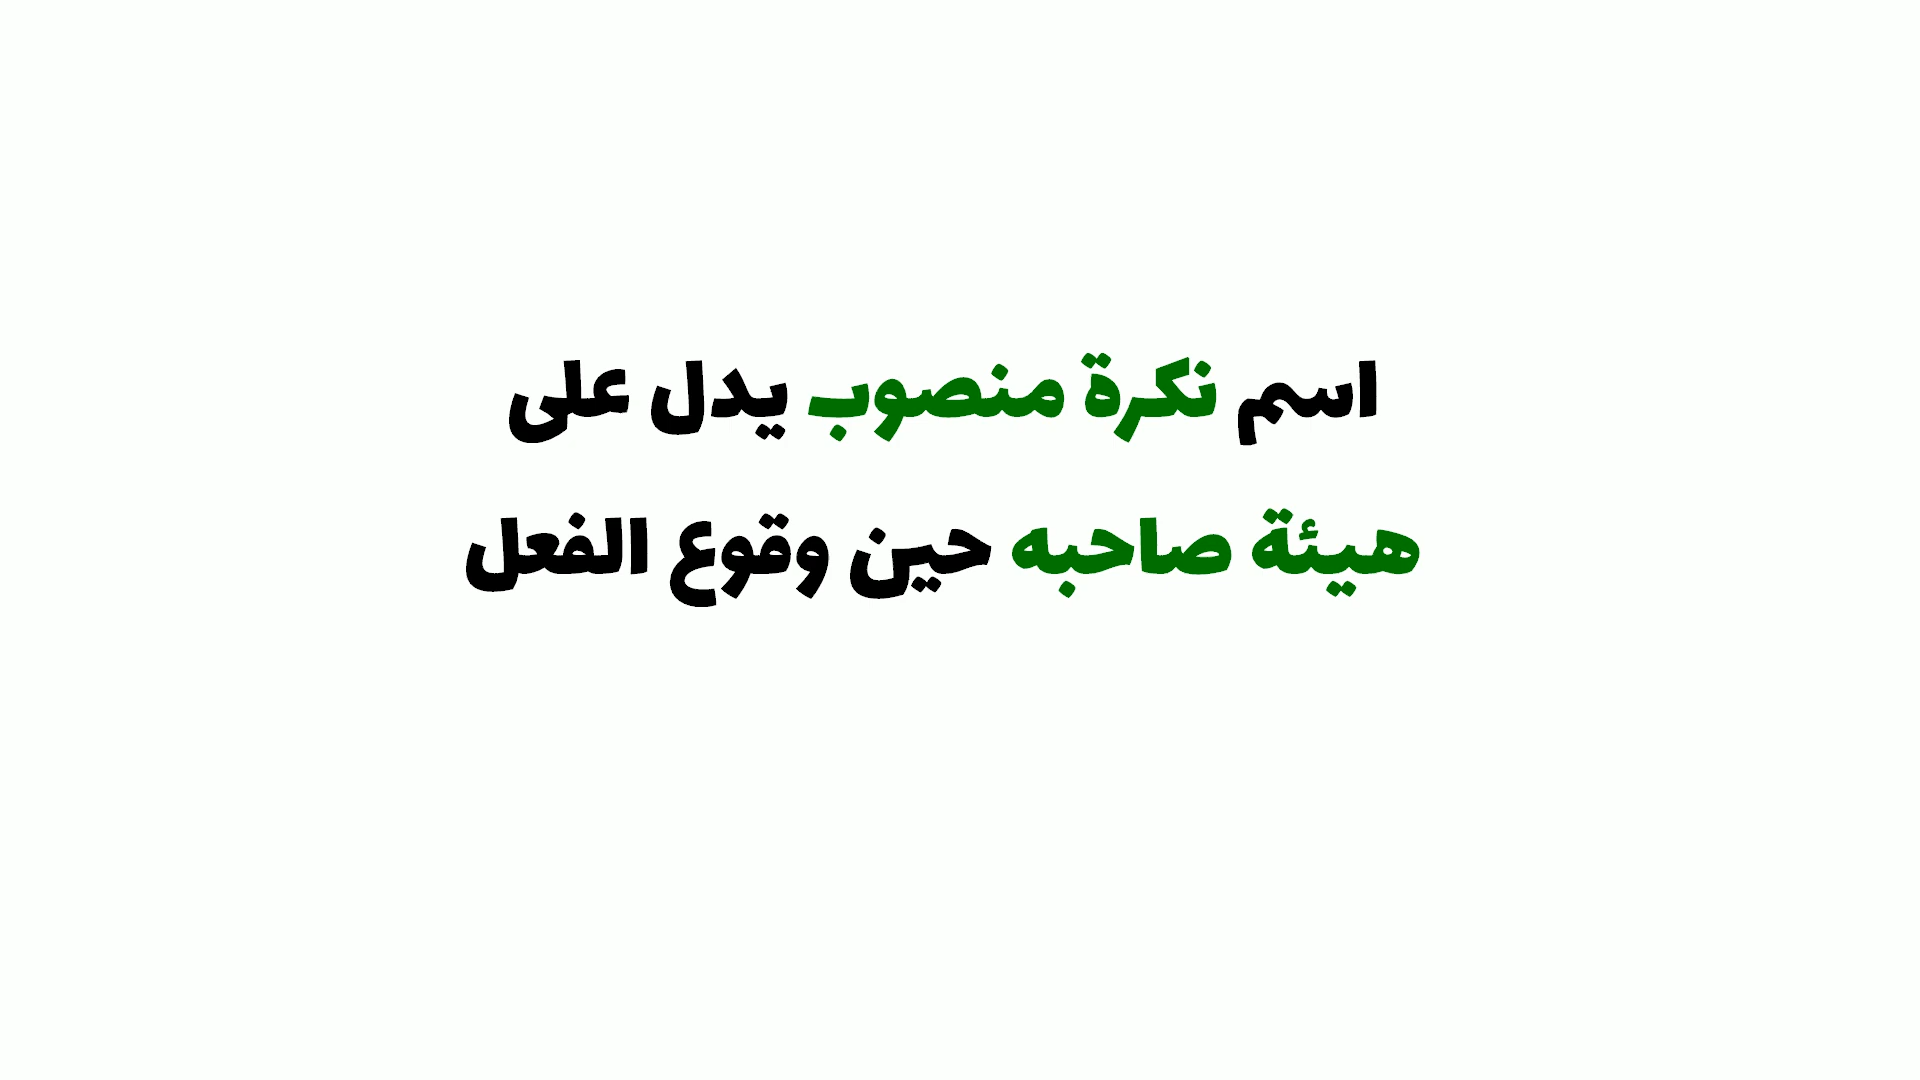 اسم نكرة منصوب يدل على
هيئة صاحبه حين وقوع الفعل